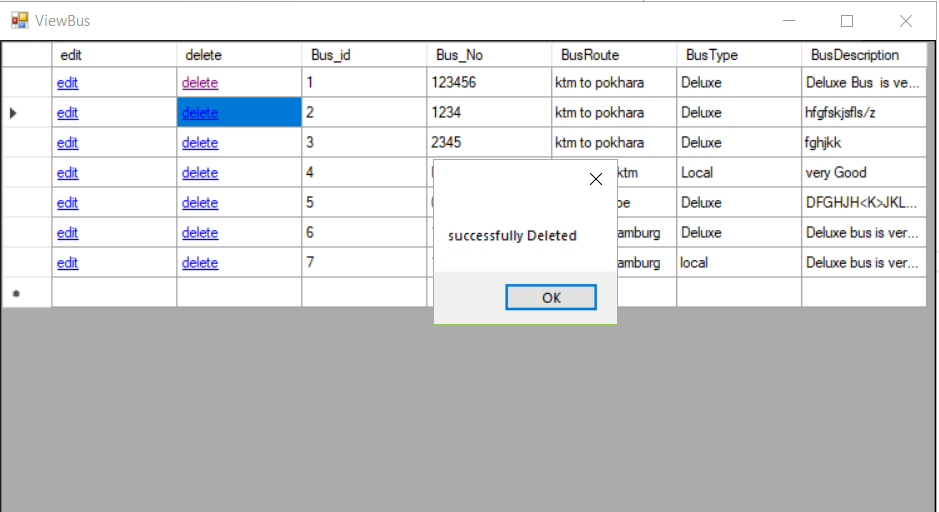 ViewBus
edit delete Bus_id Bus_No BusRoute BusType BusDescription
edit delete 1 123456 ktm to pokhara Deluxe Deluxe Bus is ve...
edit delete 2 1234 ktm to pokhara Deluxe hfgfskjsfls/z
edit delete 3 2345 ktm to pokhara Deluxe fghjkk
edit delete 4 ktm Local very Good
edit delete 5 Deluxe DFGHJH<K>JKL...
edit delete 6 Deluxe Deluxe bus is ver...
edit delete 7 local Deluxe bus is ver...
successfully Deleted
OK